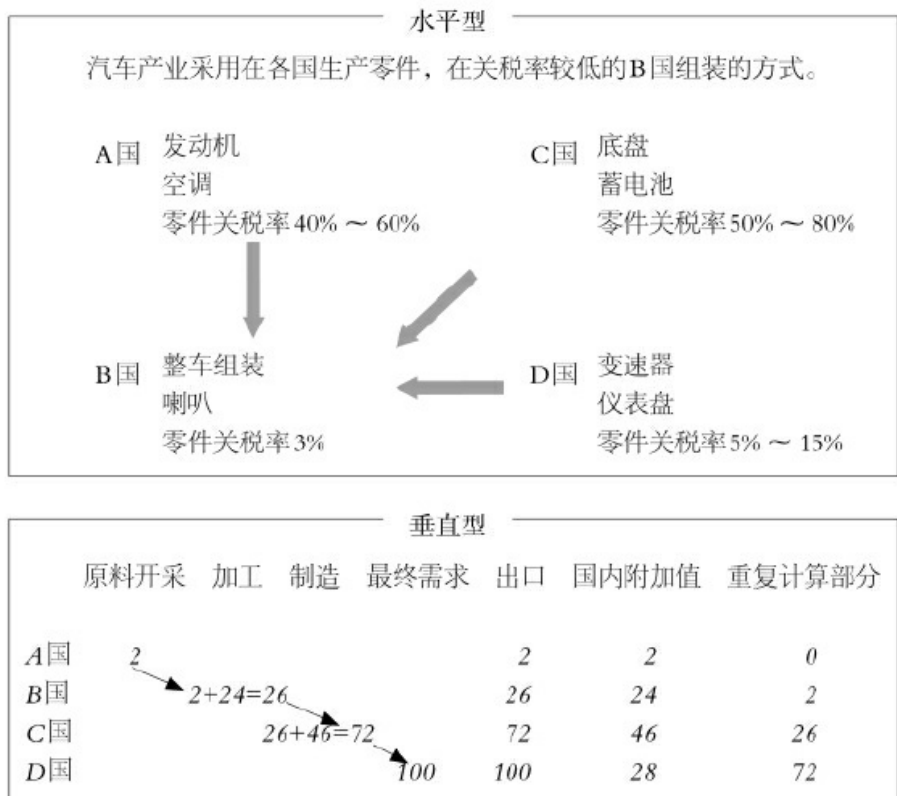 水平型
汽车产业采用在各国生产零件，在关税率较低的B国组装的方式。
A国 发动机
空调
零件关税率40%～60%
C国 底盘
蓄电池
零件关税率50%～80%
B国 整车组装
喇叭
零件关税率3%
D国 变速器
仪表盘
零件关税率5%～15%
垂直型
原料开采 加工 制造 最终需求 出口 国内附加值 重复计算部分
A国 2 2 2 0
B国 2+24=26 26 24 2
C国 26+46=72 72 46 26
D国 100 100 28 72